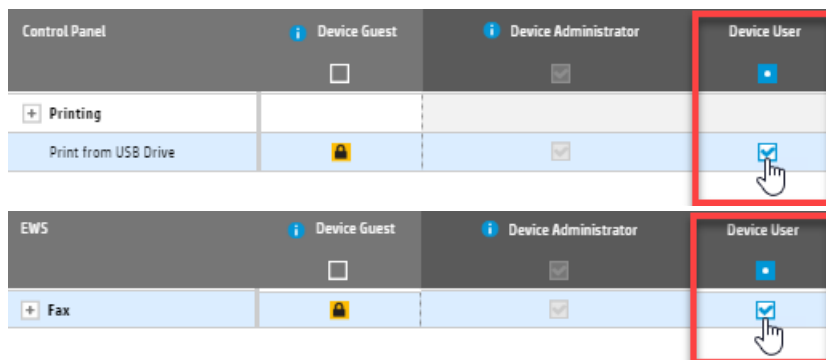 Control Panel Device Guest Device Administrator Device User
Printing
Print from USB Drive
EWS Device Guest Device Administrator Device User
Fax